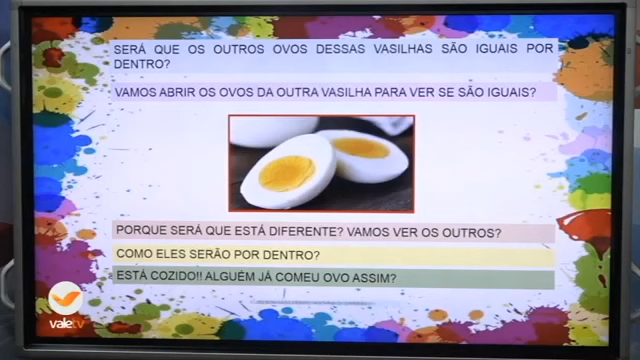 SERÁ QUE OS OUTROS OVOS DESSAS VASILHAS SÃO IGUAIS POR
DENTRO?
VAMOS ABRIR OS OVOS DA OUTRA VASILHA PARA VER SE SÃO IGUAIS?
PORQUE SERÁ QUE ESTÁ DIFERENTE? VAMOS VER OS OUTROS?
COMO ELES SERÃO POR DENTRO?
ESTÁ COZIDO!! ALGUÉM JÁ COMEU OVO ASSIM?
valetv